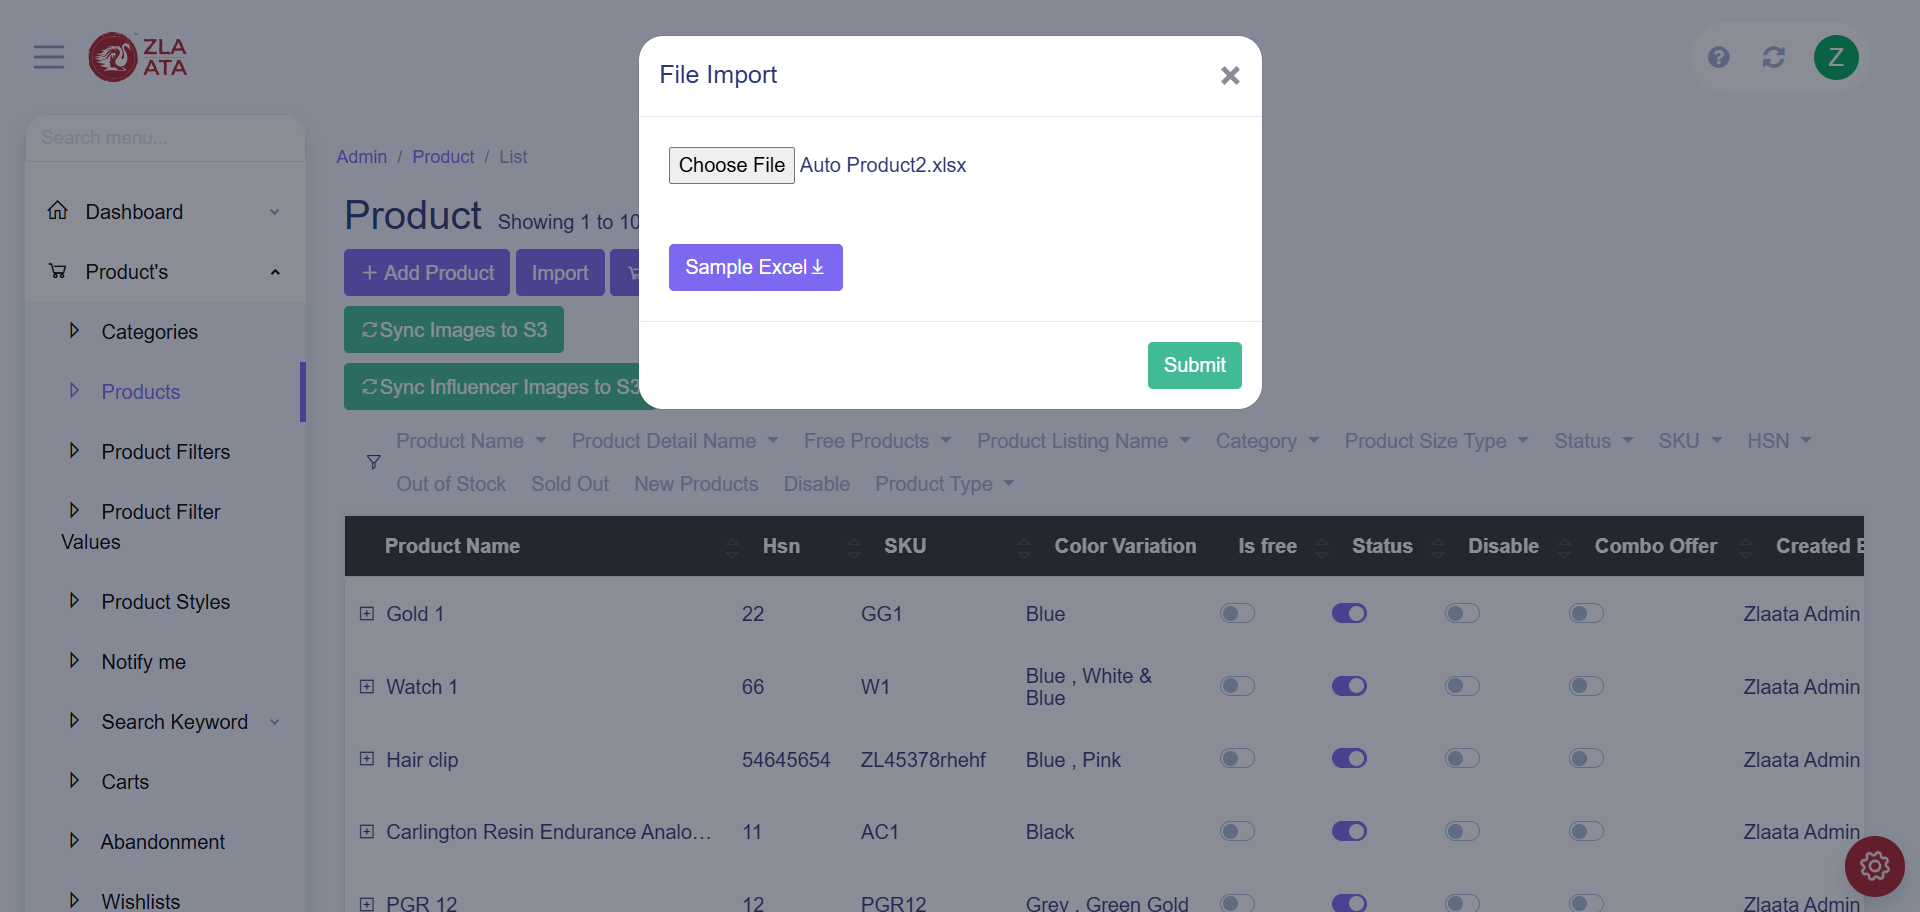 ZLA
ATA
File Import
Z
Search menu...
Admin / Product / List
Choose File Auto Product2.xlsx
Dashboard
Product Showing 1 to 10
Product's
+ Add Product
Import
Sample Excel
Categories
Sync Images to S3
Submit
Products
Sync Influencer Images to S3
Product Name
Product Detail Name
Free Products
Product Listing Name
Category
Product Size Type
Status
SKU
HSN
Product Filters
Out of Stock
Sold Out
New Products
Disable
Product Type
Product Filter
Values
Product Name Hsn SKU Color Variation Is free Status Disable Combo Offer Created
Product Styles
Gold 1 22 GG1 Blue Zlaata Admin
Notify me
Watch 1 66 W1 Blue , White & Blue Zlaata Admin
Search Keyword
Hair clip 54645654 ZL45378rhehf Blue , Pink Zlaata Admin
Carts
Carlington Resin Endurance Analo... 11 AC1 Black Zlaata Admin
Abandonment
Wishlists
PGR 12 12 PGR12 Grey , Green Gold Zlaata Admin